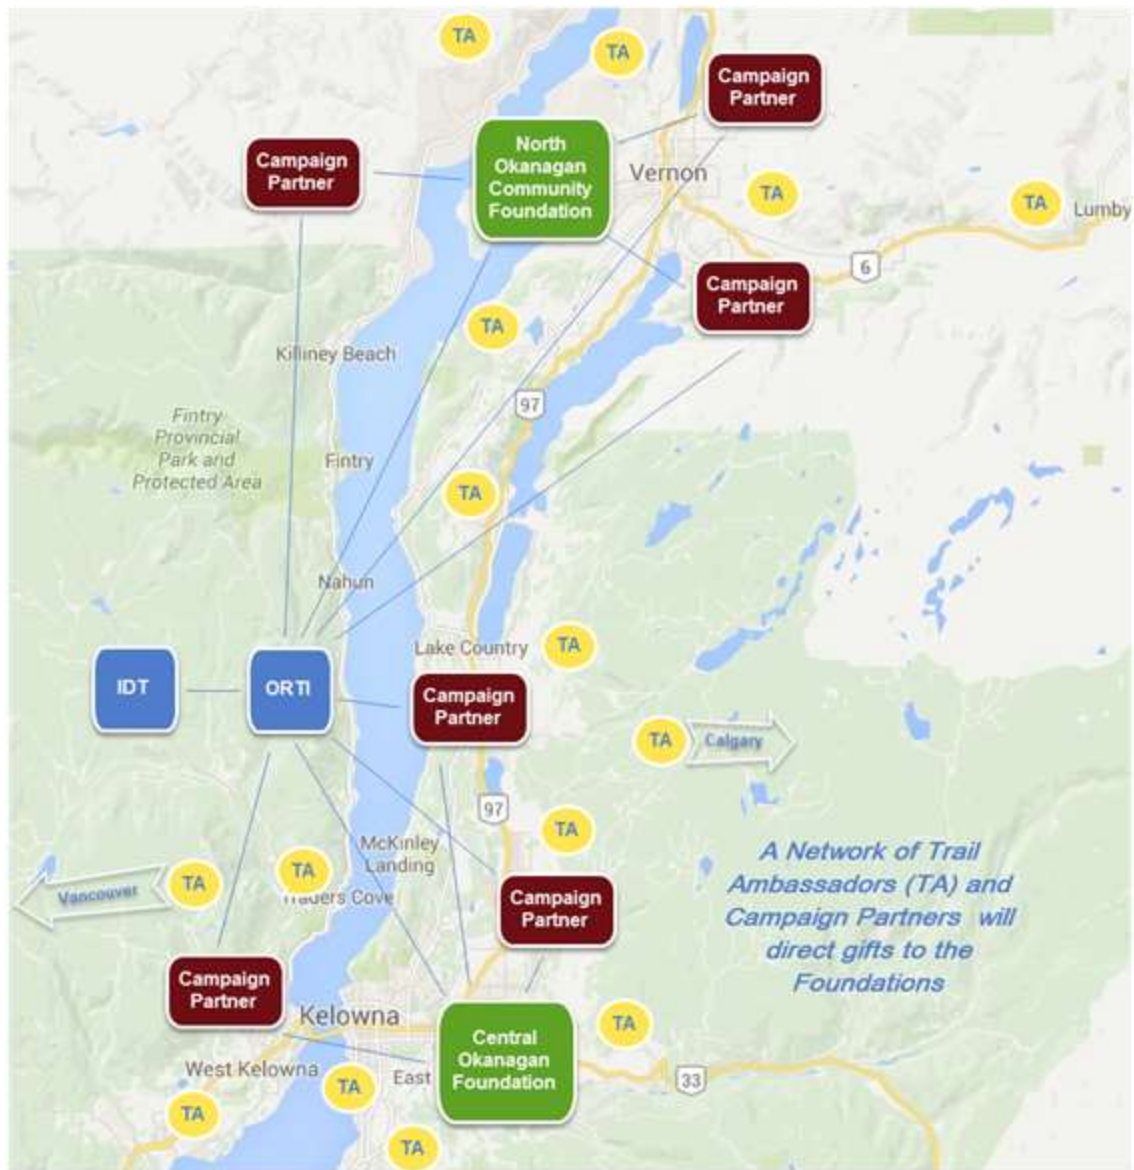 TA
TA
Campaign
Partner
North
Okanagan
Community
Foundation
Campaign
Partner
Vernon
TA
TA
Lumby
6
Campaign
Partner
TA
Killiney Beach
97
Fintry
Provincial
Park and
Protected Area
Fintry
TA
Nahun
Lake Country
TA
IDT
ORTI
Campaign
Partner
TA
Calgary
97
TA
McKinley
Landing
A Network of Trail
Ambassadors (TA) and
Campaign Partners will
direct gifts to the
Foundations
Vancouver
TA
TA
Traders Cove
Campaign
Partner
Campaign
Partner
Kelowna
TA
Central
Okanagan
Foundation
West Kelowna
East
33
TA
TA
TA